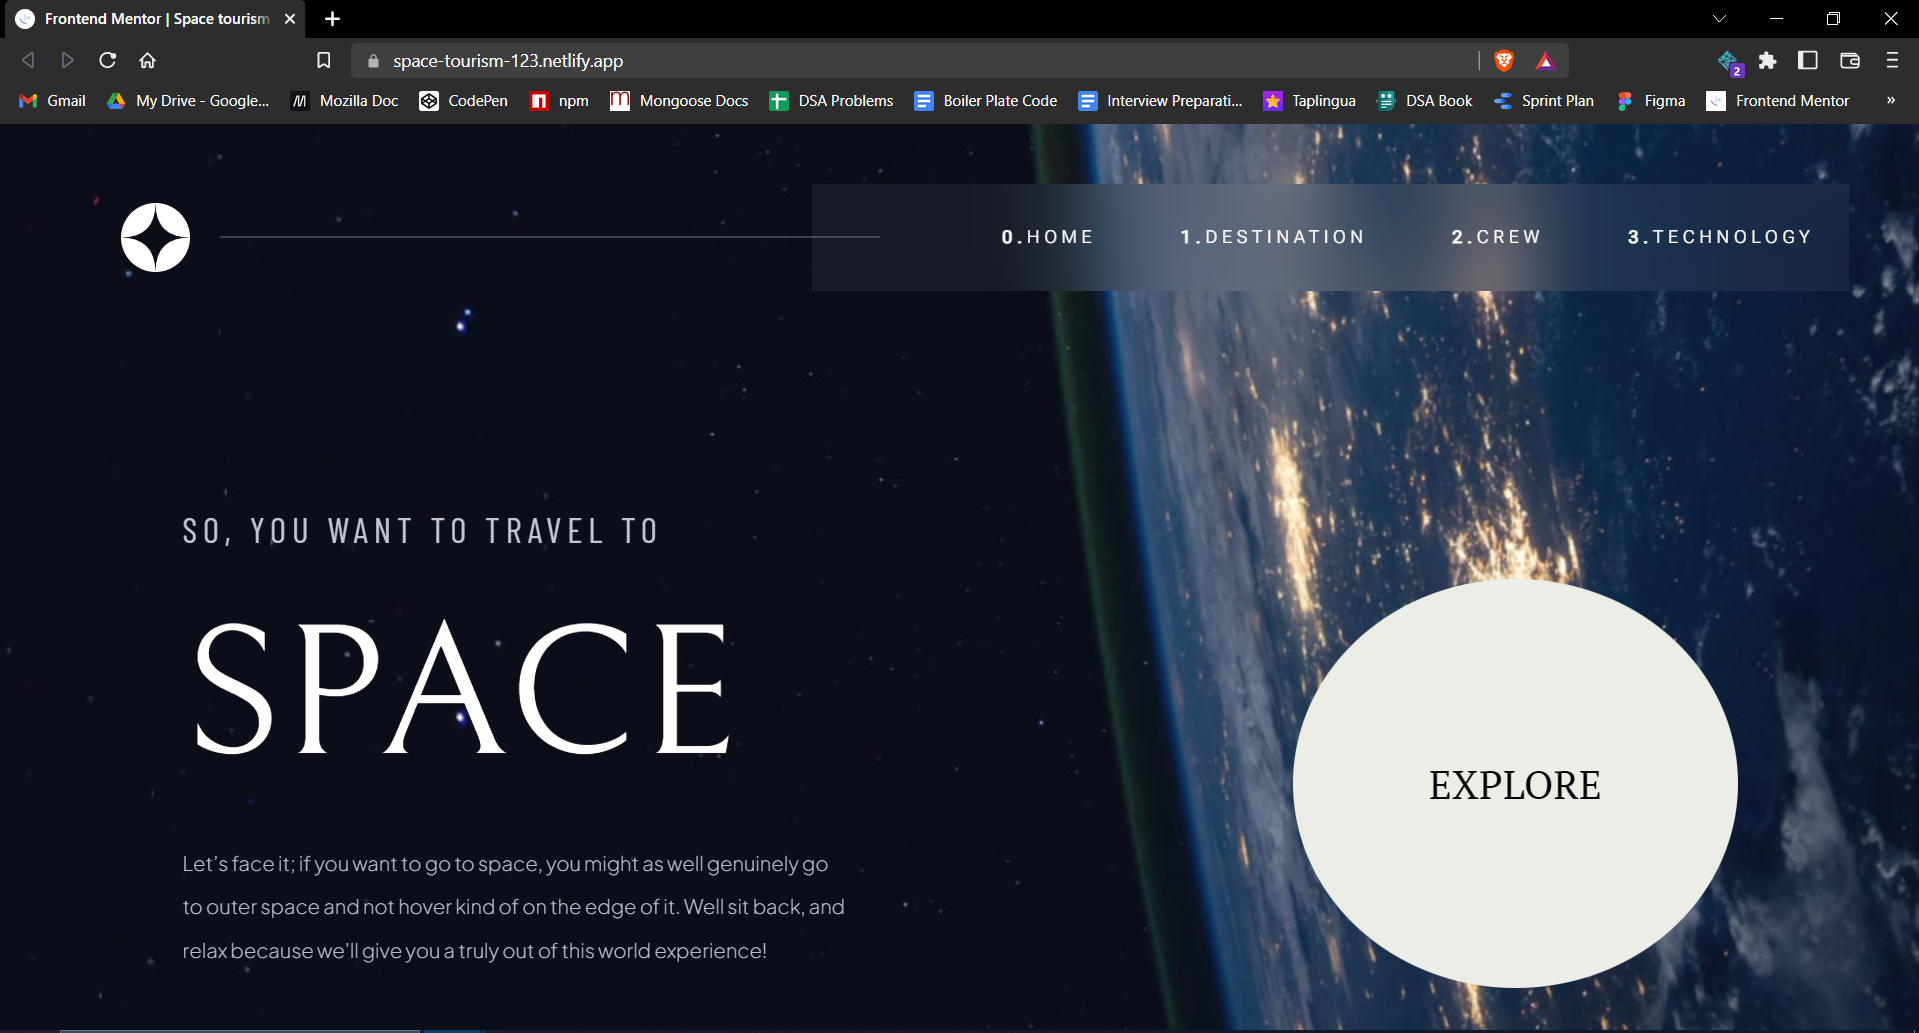 Frontend Mentor | Space tourism
space-tourism-123.netlify.app
2
Gmail
My Drive - Google...
Mozilla Doc
CodePen
npm
Mongoose Docs
DSA Problems
Boiler Plate Code
Interview Preparati...
Taplingua
DSA Book
Sprint Plan
Figma
Frontend Mentor
»
0.HOME
1.DESTINATION
2.CREW
3.TECHNOLOGY
SO, YOU WANT TO TRAVEL TO
SPACE
Let’s face it; if you want to go to space, you might as well genuinely go
to outer space and not hover kind of on the edge of it. Well sit back, and
relax because we’ll give you a truly out of this world experience!
EXPLORE